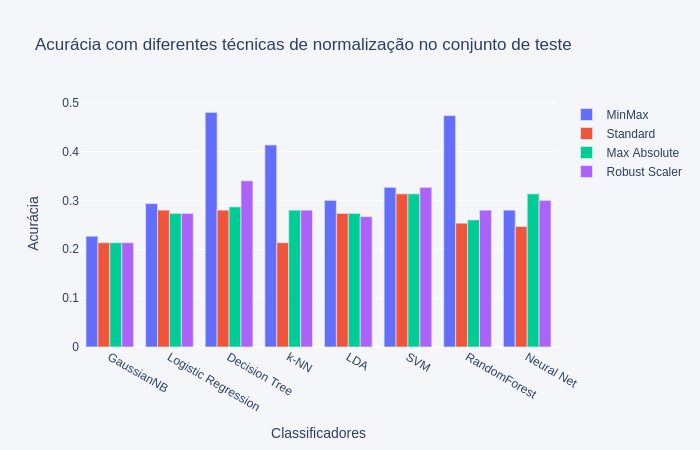 Acurácia com diferentes técnicas de normalização no conjunto de teste
MinMax
Standard
Max Absolute
Robust Scaler
Acurácia
0.5
0.4
0.3
0.2
0.1
0
GaussianNB
Logistic Regression
Decision Tree
k-NN
LDA
SVM
RandomForest
Neural Net
Classificadores